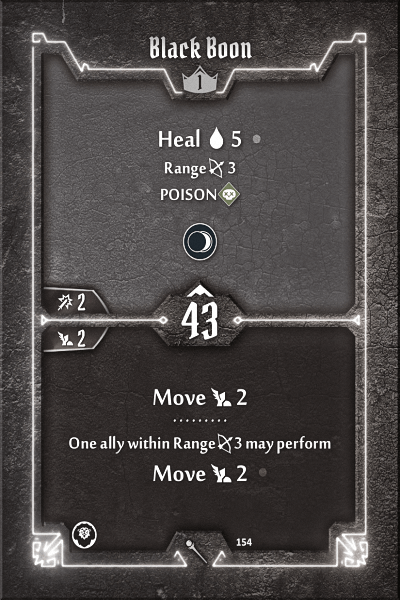 Black Boon
1
Heal 5
Range 3
POISON
2
43
2
Move 2
One ally within Range 3 may perform
Move 2
154